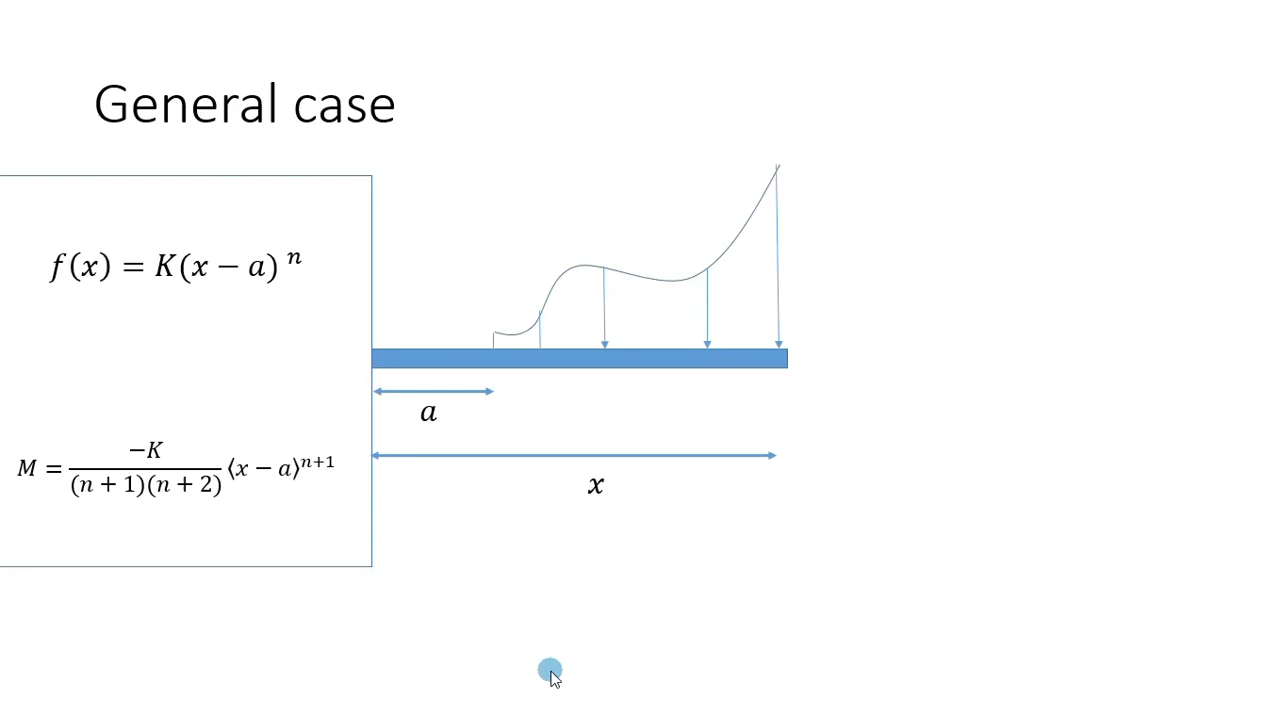 General case
f(x) = K(x − a)ⁿ
M = −K/((n + 1)(n + 2)) ⟨x − a⟩ⁿ⁺¹
a
x